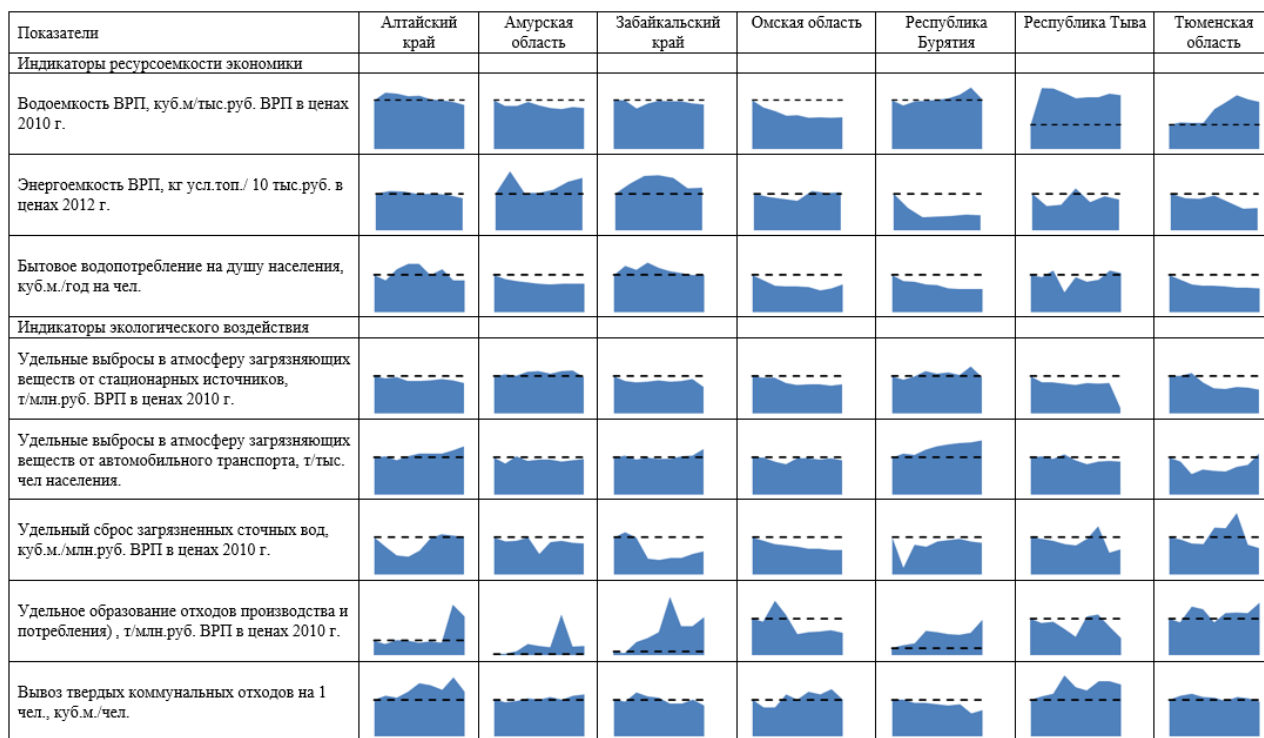 Показатели
Алтайский
край
Амурская
область
Забайкальский
край
Омская область
Республика
Бурятия
Республика Тыва
Тюменская
область
Индикаторы ресурсоемкости экономики
Водоемкость ВРП, куб.м/тыс.руб. ВРП в ценах
2010 г.
Энергоемкость ВРП, кг усл.топ./ 10 тыс.руб. в
ценах 2012 г.
Бытовое водопотребление на душу населения,
куб.м./год на чел.
Индикаторы экологического воздействия
Удельные выбросы в атмосферу загрязняющих
веществ от стационарных источников,
т/млн.руб. ВРП в ценах 2010 г.
Удельные выбросы в атмосферу загрязняющих
веществ от автомобильного транспорта, т/тыс.
чел населения.
Удельный сброс загрязненных сточных вод,
куб.м./млн.руб. ВРП в ценах 2010 г.
Удельное образование отходов производства и
потребления) , т/млн.руб. ВРП в ценах 2010 г.
Вывоз твердых коммунальных отходов на 1
чел., куб.м./чел.